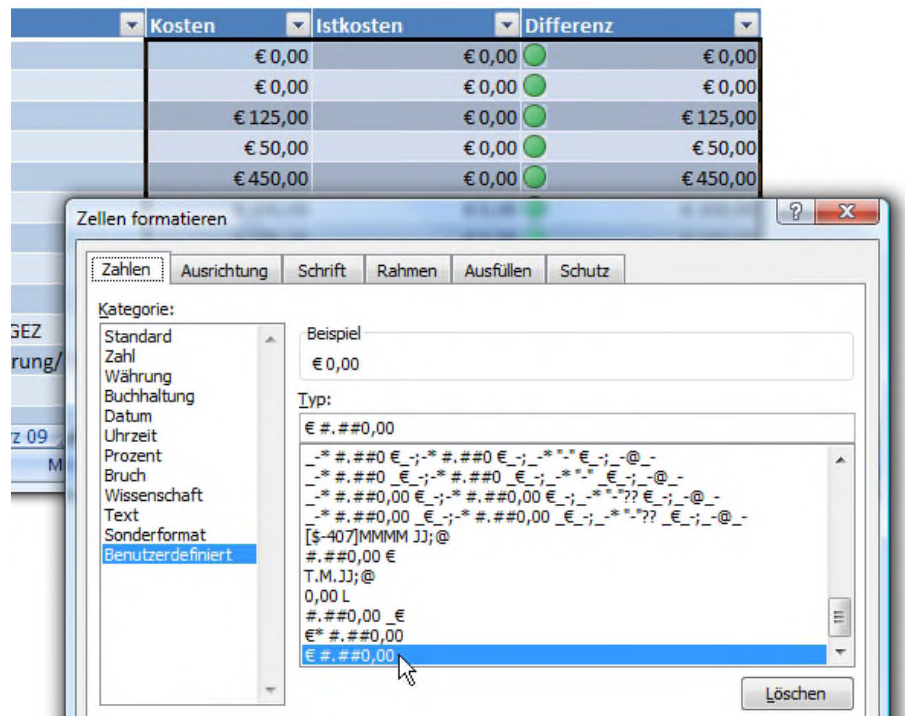 Kosten Istkosten Differenz
€ 0,00 € 0,00 € 0,00
€ 0,00 € 0,00 € 0,00
€ 125,00 € 0,00 € 125,00
€ 50,00 € 0,00 € 50,00
€ 450,00 € 0,00 € 450,00
Zellen formatieren
Zahlen Ausrichtung Schrift Rahmen Ausfüllen Schutz
Kategorie:
GEZ
rung/
z 09
M
Standard
Zahl
Währung
Buchhaltung
Datum
Uhrzeit
Prozent
Bruch
Wissenschaft
Text
Sonderformat
Benutzerdefiniert
Beispiel
€ 0,00
Typ:
€ #.##0,00
_-* #.##0 €_-;-* #.##0 €_-;_-* "-" €_-;_-@_-
_-* #.##0 _€_-;-* #.##0 _€_-;_-* "-" _€_-;_-@_-
_-* #.##0,00 €_-;-* #.##0,00 €_-;_-* "-"?? €_-;_-@_-
_-* #.##0,00 _€_-;-* #.##0,00 _€_-;_-* "-"?? _€_-;_-@_-
[$-407]MMMM JJ;@
#.##0,00 €
T.M.JJ;@
0,00 L
#.##0,00 _€
€* #.##0,00
€ #.##0,00
Löschen